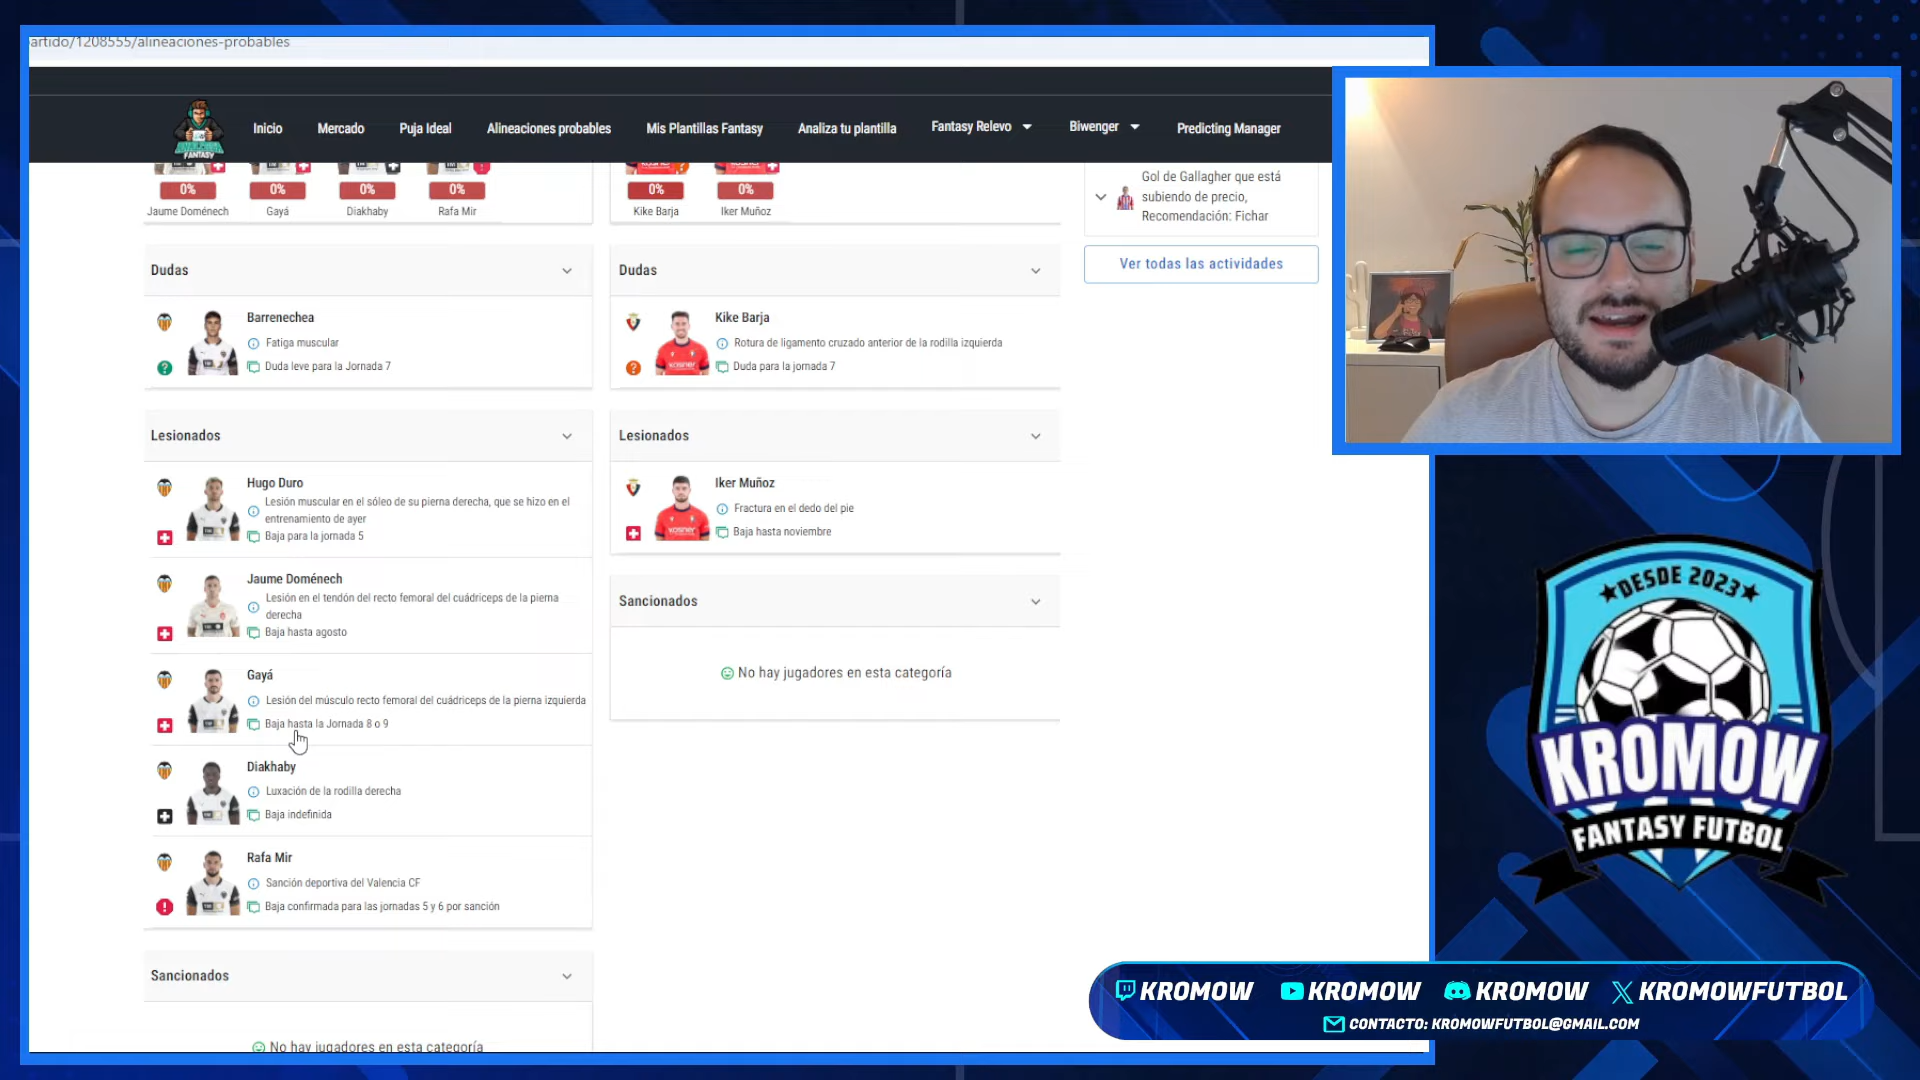 artido/1208555/alineaciones-probables
ANALITICA
FANTASY
Inicio
Mercado
Puja Ideal
Alineaciones probables
Mis Plantillas Fantasy
Analiza tu plantilla
Fantasy Relevo
Biwenger
Predicting Manager
0%
0%
0%
0%
Jaume Doménech
Gayá
Diakhaby
Rafa Mir
0%
0%
Kike Barja
Iker Muñoz
Gol de Gallagher que está
subiendo de precio,
Recomendación: Fichar
Ver todas las actividades
Dudas
Barrenechea
Fatiga muscular
Duda leve para la Jornada 7
Lesionados
Hugo Duro
Lesión muscular en el sóleo de su pierna derecha, que se hizo en el
entrenamiento de ayer
Baja para la jornada 5
Jaume Doménech
Lesión en el tendón del recto femoral del cuádriceps de la pierna
derecha
Baja hasta agosto
Gayá
Lesión del músculo recto femoral del cuádriceps de la pierna izquierda
Baja hasta la Jornada 8 o 9
Diakhaby
Luxación de la rodilla derecha
Baja indefinida
Rafa Mir
Sanción deportiva del Valencia CF
Baja confirmada para las jornadas 5 y 6 por sanción
Sancionados
No hay jugadores en esta categoría
Dudas
Kike Barja
Rotura de ligamento cruzado anterior de la rodilla izquierda
Duda para la jornada 7
Lesionados
Iker Muñoz
Fractura en el dedo del pie
Baja hasta noviembre
Sancionados
No hay jugadores en esta categoría
★DESDE 2023★
KROMOW
FANTASY FUTBOL
KROMOW
KROMOW
KROMOW
KROMOWFUTBOL
CONTACTO: KROMOWFUTBOL@GMAIL.COM